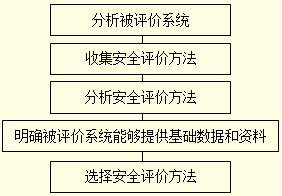 分析被评价系统
收集安全评价方法
分析安全评价方法
明确被评价系统能够提供基础数据和资料
选择安全评价方法